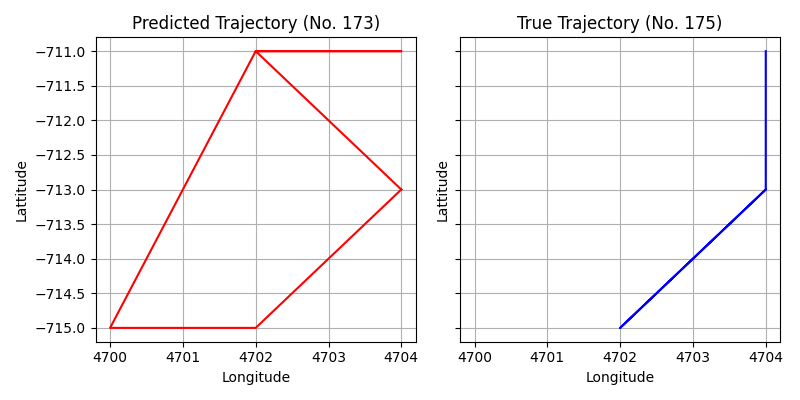 Predicted Trajectory (No. 173)
True Trajectory (No. 175)
−711.0
−711.5
−712.0
−712.5
−713.0
−713.5
−714.0
−714.5
−715.0
Lattitude
Lattitude
4700 4701 4702 4703 4704
4700 4701 4702 4703 4704
Longitude
Longitude